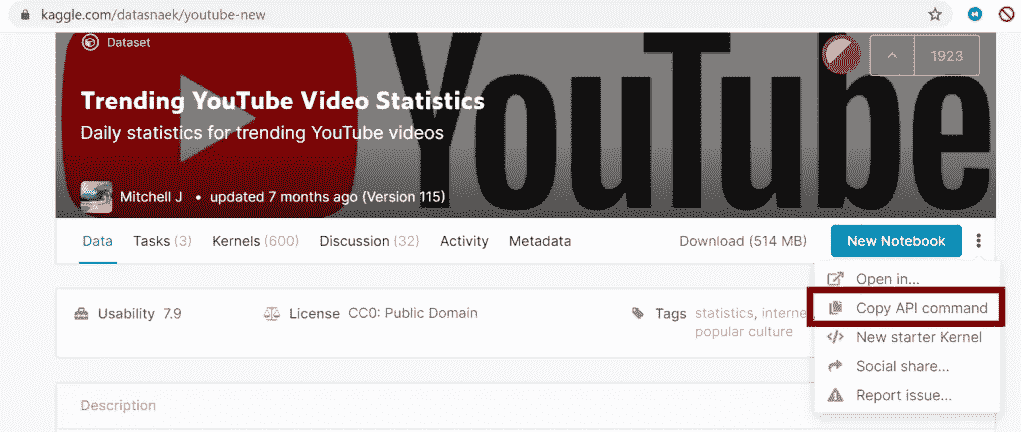 kaggle.com/datasnaek/youtube-new
Dataset
1923
YouTube
Trending YouTube Video Statistics
Daily statistics for trending YouTube videos
Mitchell J • updated 7 months ago (Version 115)
Data Tasks (3) Kernels (600) Discussion (32) Activity Metadata Download (514 MB) New Notebook
Open in...
Copy API command
New starter Kernel
Social share...
Report issue...
Usability 7.9 License CC0: Public Domain Tags statistics, interne
popular culture
Description